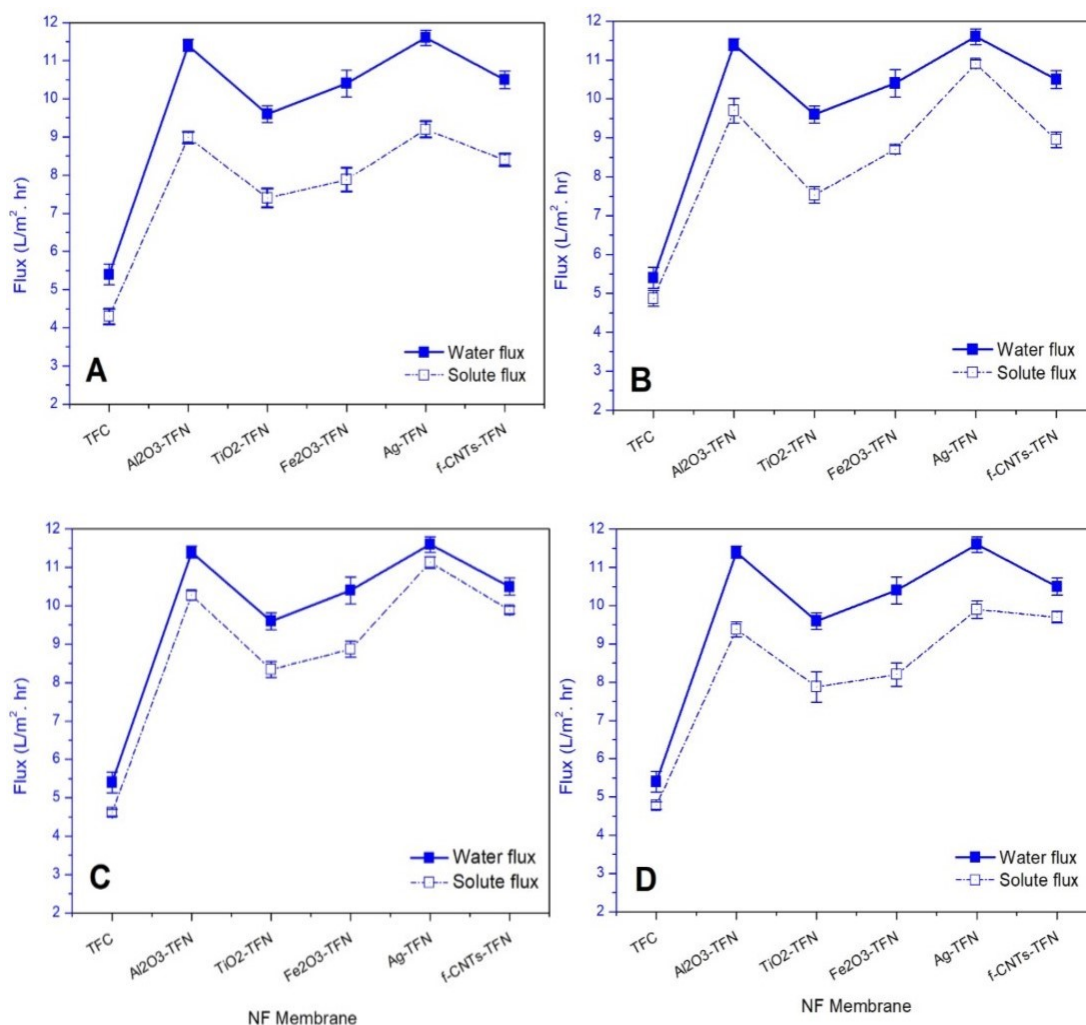 12
11
10
9
8
7
6
5
4
3
2
Flux (L/m². hr)
A
Water flux
Solute flux
TFC
Al2O3-TFN
TiO2-TFN
Fe2O3-TFN
Ag-TFN
f-CNTs-TFN
12
11
10
9
8
7
6
5
4
3
2
Flux (L/m². hr)
B
Water flux
Solute flux
TFC
Al2O3-TFN
TiO2-TFN
Fe2O3-TFN
Ag-TFN
f-CNTs-TFN
12
11
10
9
8
7
6
5
4
3
2
Flux (L/m². hr)
C
Water flux
Solute flux
TFC
Al2O3-TFN
TiO2-TFN
Fe2O3-TFN
Ag-TFN
f-CNTs-TFN
NF Membrane
12
11
10
9
8
7
6
5
4
3
2
Flux (L/m². hr)
D
Water flux
Solute flux
TFC
Al2O3-TFN
TiO2-TFN
Fe2O3-TFN
Ag-TFN
f-CNTs-TFN
NF Membrane